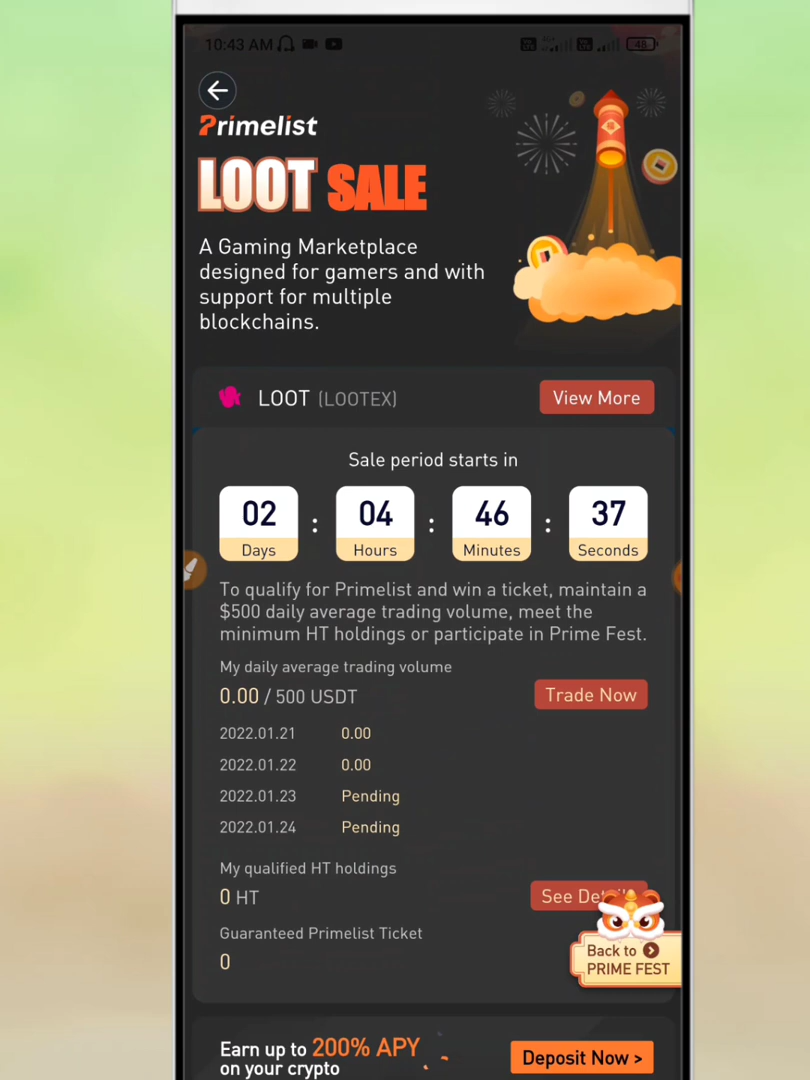 10:43 AM
48
Primelist
LOOT SALE
A Gaming Marketplace
designed for gamers and with
support for multiple
blockchains.
LOOT (LOOTEX)
View More
Sale period starts in
02 : 04 : 46 : 37
Days Hours Minutes Seconds
To qualify for Primelist and win a ticket, maintain a
$500 daily average trading volume, meet the
minimum HT holdings or participate in Prime Fest.
My daily average trading volume
0.00 / 500 USDT
Trade Now
2022.01.21 0.00
2022.01.22 0.00
2022.01.23 Pending
2022.01.24 Pending
My qualified HT holdings
0 HT
See
Guaranteed Primelist Ticket
0
Back to
PRIME FEST
Earn up to 200% APY
on your crypto
Deposit Now >